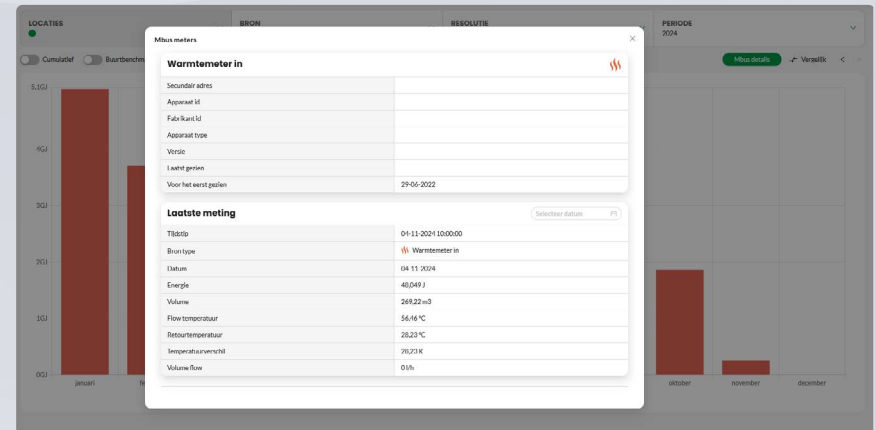 LOCATIES
BRON
RESOLUTIE
PERIODE
2024
Mbus meters
Cumulatief
Buurtbenchm
Mbus details
Vergelijk
Warmtemeter in
Secundair adres
Apparaat id
Fabrikant id
Apparaat type
Versie
Laatst gezien
Voor het eerst gezien 29-06-2022
Laatste meting
Selecteer datum
Tijdstip 04-11-2024 10:00:00
Bron type Warmtemeter in
Datum 04-11-2024
Energie 48,049 J
Volume 269,22 m3
Flow temperatuur 56,46 °C
Retourtemperatuur 28,23 °C
Temperatuurverschil 28,23 K
Volume flow 0 l/h
5,1GJ
4GJ
3GJ
2GJ
1GJ
0GJ
januari
fe
oktober
november
december